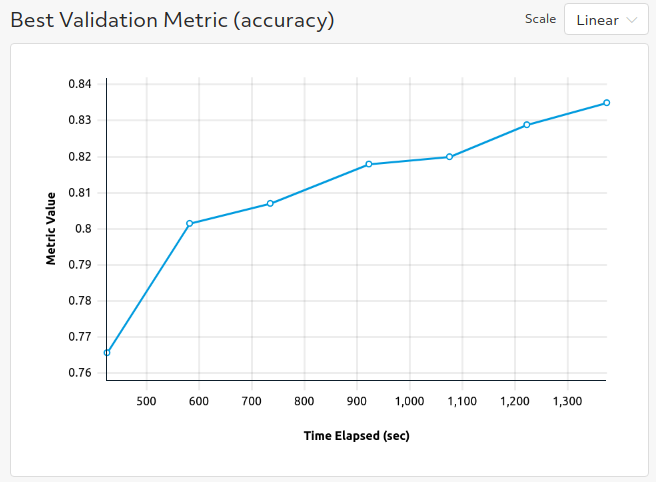 Best Validation Metric (accuracy)
Scale
Linear
0.84
0.83
0.82
0.81
0.8
0.79
0.78
0.77
0.76
Metric Value
500 600 700 800 900 1,000 1,100 1,200 1,300
Time Elapsed (sec)